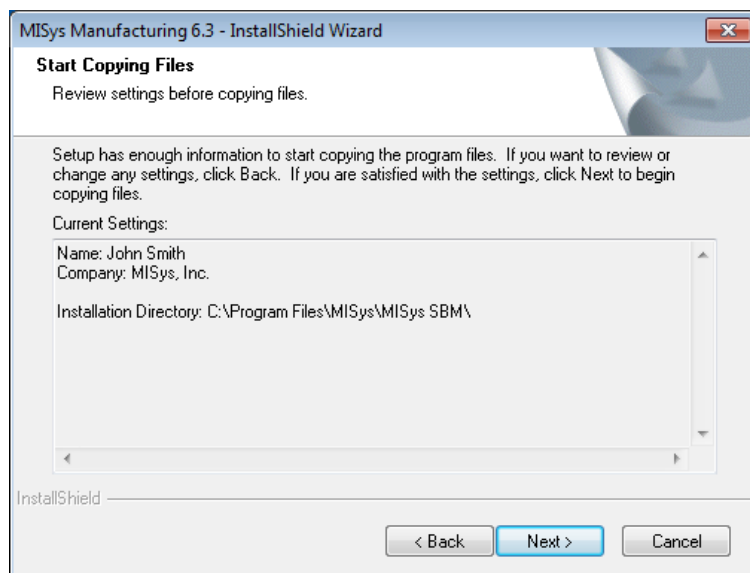 MISys Manufacturing 6.3 - InstallShield Wizard
Start Copying Files
Review settings before copying files.
Setup has enough information to start copying the program files.  If you want to review or
change any settings, click Back.  If you are satisfied with the settings, click Next to begin
copying files.
Current Settings:
Name: John Smith
Company: MISys, Inc.
Installation Directory: C:\Program Files\MISys\MISys SBM\
InstallShield
< Back
Next >
Cancel